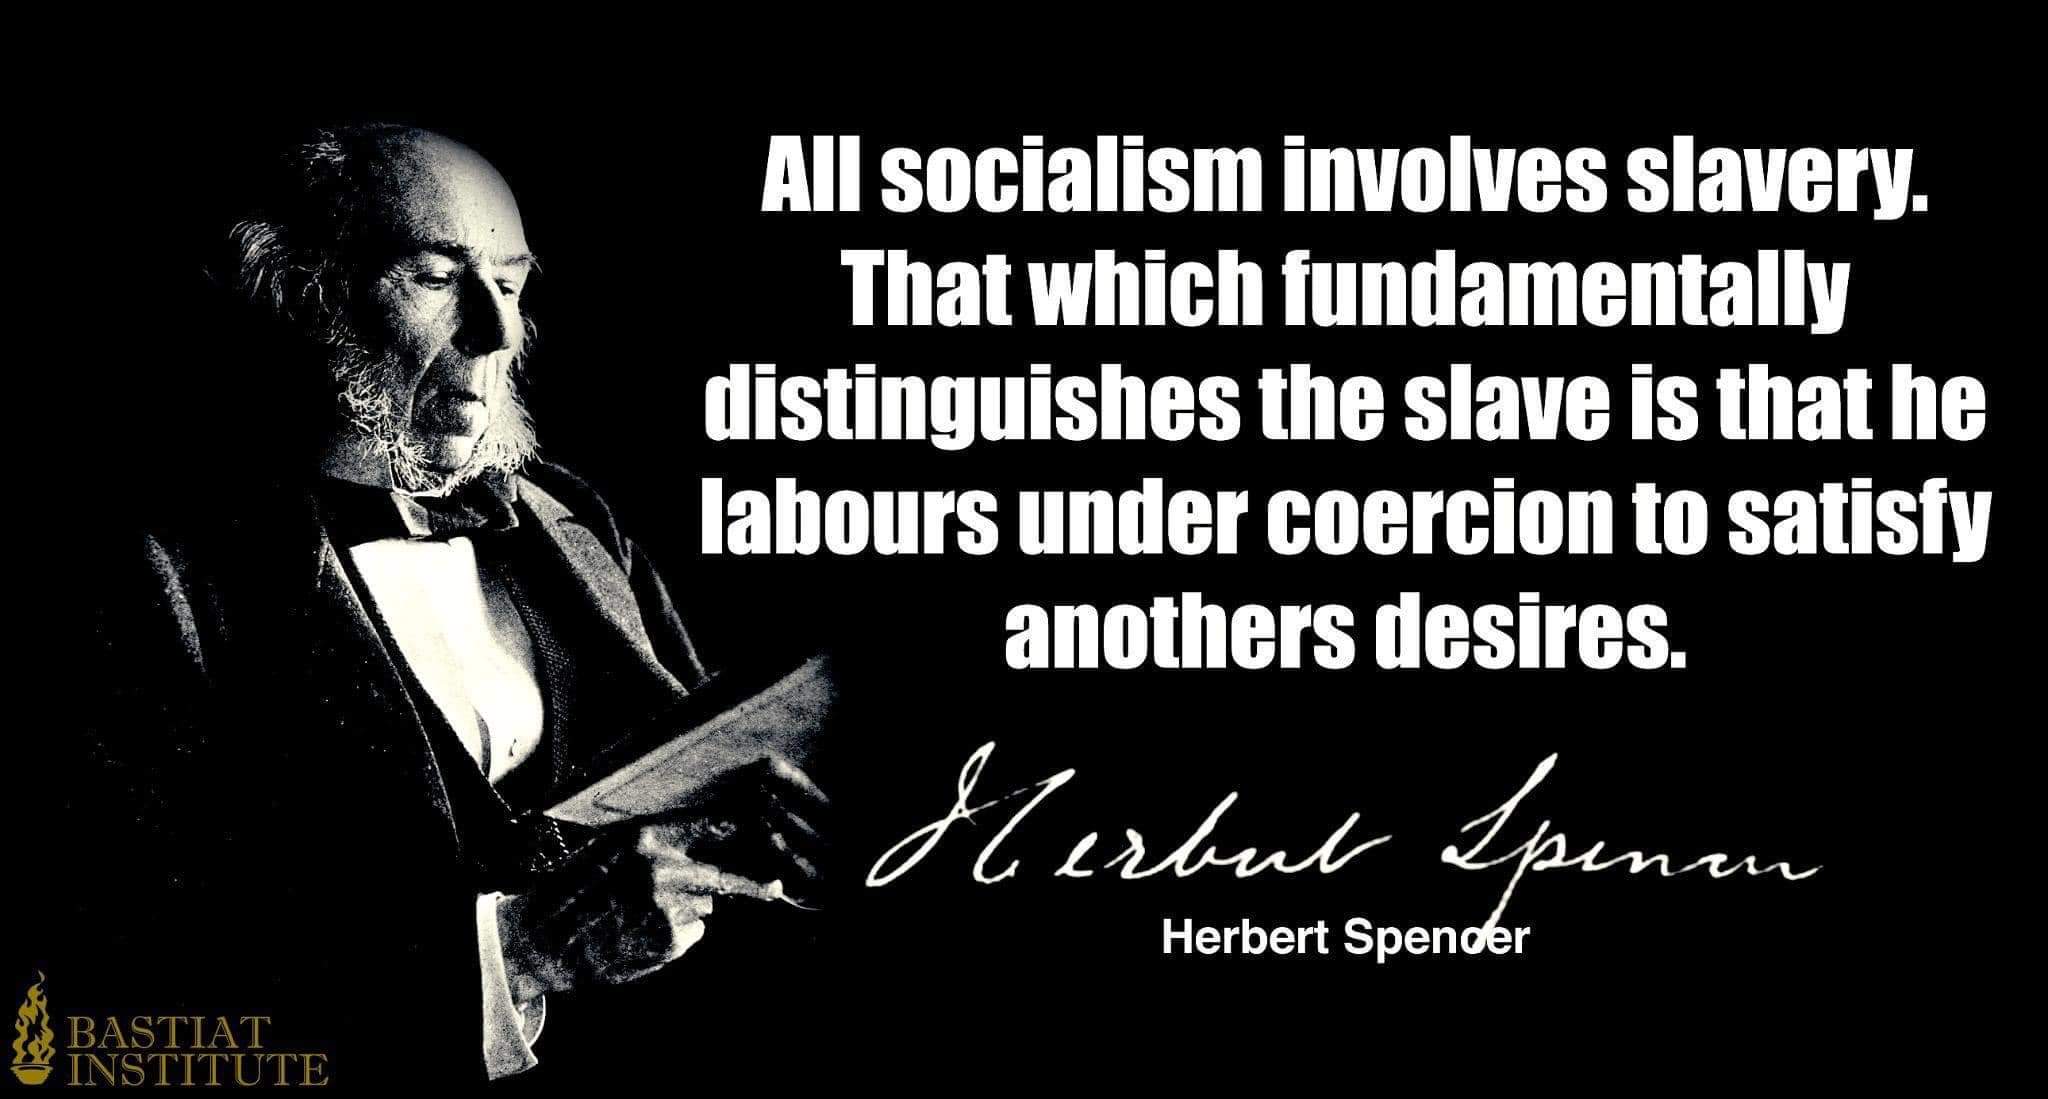 All socialism involves slavery.
That which fundamentally
distinguishes the slave is that he
labours under coercion to satisfy
anothers desires.
Herbert Spencer
Herbert Spencer
BASTIAT
INSTITUTE